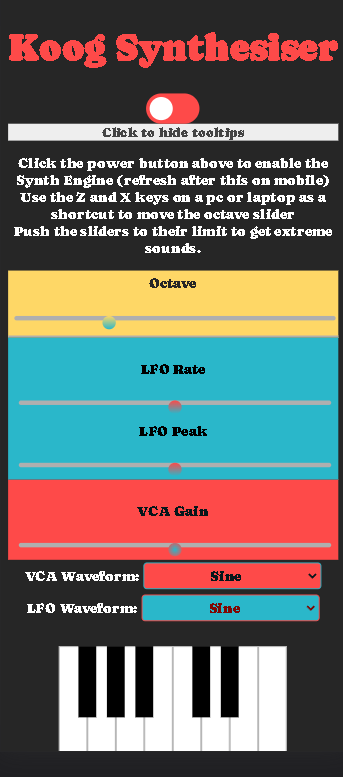 Koog Synthesiser
Click to hide tooltips
Click the power button above to enable the
Synth Engine (refresh after this on mobile)
Use the Z and X keys on a pc or laptop as a
shortcut to move the octave slider
Push the sliders to their limit to get extreme
sounds.
Octave
LFO Rate
LFO Peak
VCA Gain
VCA Waveform: Sine
LFO Waveform: Sine